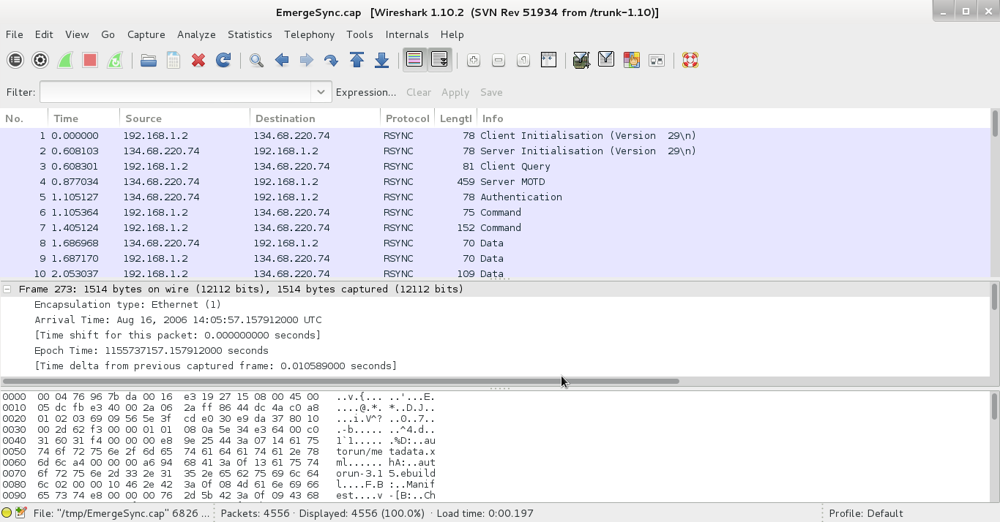 EmergeSync.cap   [Wireshark 1.10.2  (SVN Rev 51934 from /trunk-1.10)]
File Edit View Go Capture Analyze Statistics Telephony Tools Internals Help
Filter: Expression... Clear Apply Save
No. Time Source Destination Protocol Lengtl Info
1 0.000000 192.168.1.2 134.68.220.74 RSYNC 78 Client Initialisation (Version  29\n)
2 0.608103 134.68.220.74 192.168.1.2 RSYNC 78 Server Initialisation (Version  29\n)
3 0.608301 192.168.1.2 134.68.220.74 RSYNC 81 Client Query
4 0.877034 134.68.220.74 192.168.1.2 RSYNC 459 Server MOTD
5 1.105127 134.68.220.74 192.168.1.2 RSYNC 78 Authentication
6 1.105364 192.168.1.2 134.68.220.74 RSYNC 75 Command
7 1.405124 192.168.1.2 134.68.220.74 RSYNC 152 Command
8 1.686968 134.68.220.74 192.168.1.2 RSYNC 70 Data
9 1.687170 192.168.1.2 134.68.220.74 RSYNC 70 Data
10 2.053037 192.168.1.2 134.68.220.74 RSYNC 109 Data
Frame 273: 1514 bytes on wire (12112 bits), 1514 bytes captured (12112 bits)
Encapsulation type: Ethernet (1)
Arrival Time: Aug 16, 2006 14:05:57.157912000 UTC
[Time shift for this packet: 0.000000000 seconds]
Epoch Time: 1155737157.157912000 seconds
[Time delta from previous captured frame: 0.010589000 seconds]
0000  00 04 76 96 7b da 00 16  e3 19 27 15 08 00 45 00   ..v.{... ..'...E.
0010  05 dc fb e3 40 00 2a 06  2a ff 86 44 dc 4a c0 a8   ....@.*. *..D.J..
0020  01 02 03 69 09 56 5e 3f  cd e0 30 e9 da 37 80 10   ...i.V^? ..0..7..
0030  00 2d 62 f3 00 00 01 01  08 0a 5e 34 e3 64 00 c0   .-b..... ..^4.d..
0040  31 60 31 f4 00 00 00 e8  9e 25 44 3a 07 14 61 75   1`1..... .%D:..au
0050  74 6f 72 75 6e 2f 6d 65  74 61 64 61 74 61 2e 78   torun/me tadata.x
0060  6d 6c a4 00 00 00 a6 94  68 41 3a 0f 13 61 75 74   ml...... hA:..aut
0070  6f 72 75 6e 2d 33 2e 31  35 2e 65 62 75 69 6c 64   orun-3.1 5.ebuild
0080  6c 02 00 00 10 46 2e 42  3a 0f 08 4d 61 6e 69 66   l....F.B :..Manif
0090  65 73 74 e8 00 00 00 76  2d 5b 42 3a 0f 09 43 68   est....v -[B:..Ch
File: "/tmp/EmergeSync.cap" 6826 ... Packets: 4556 · Displayed: 4556 (100.0%) · Load time: 0:00.197 Profile: Default